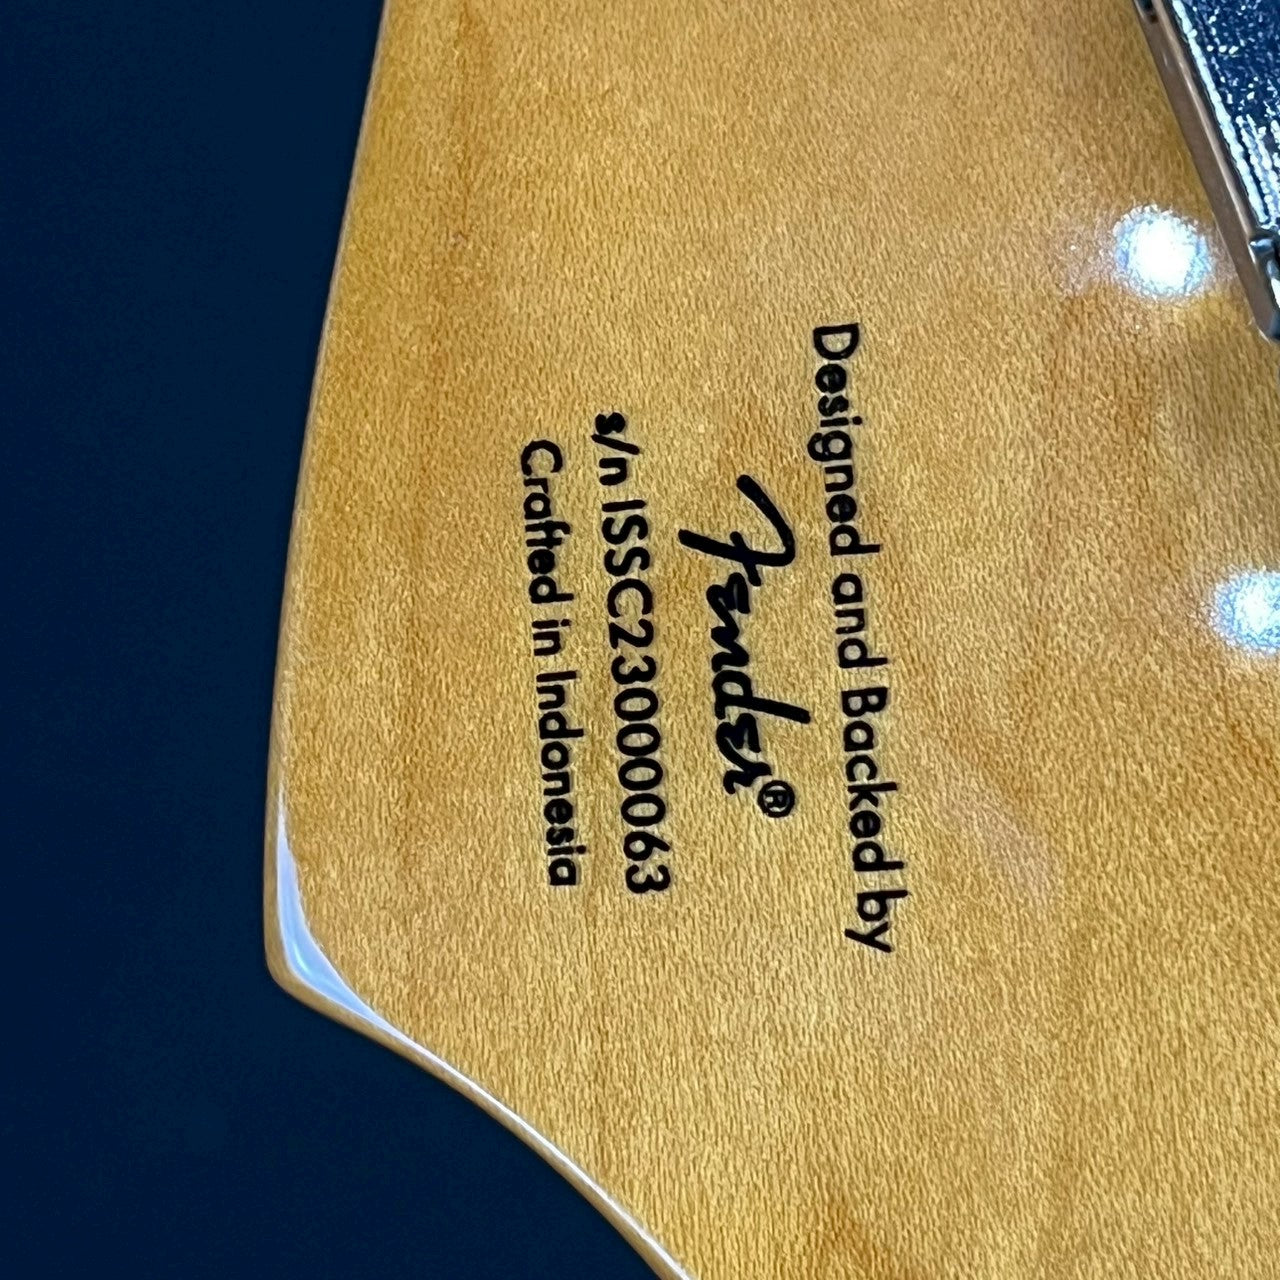 Designed and Backed by
Fender®
s/n ISSC23000063
Crafted in Indonesia